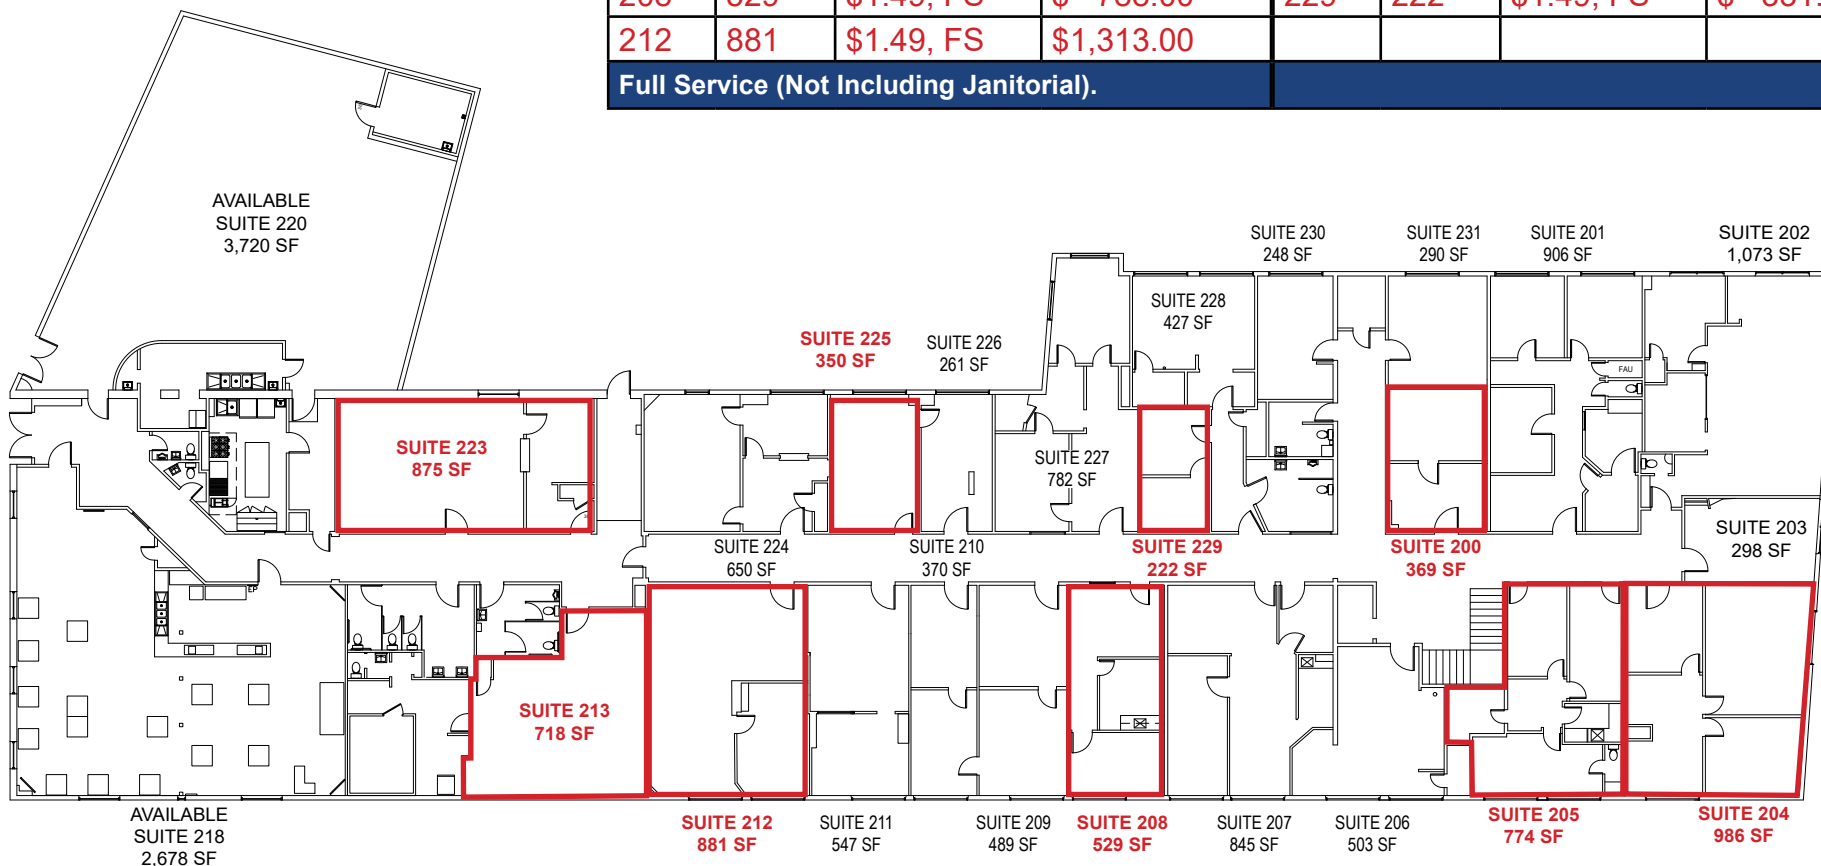 212 881 $1.49, FS $1,313.00
Full Service (Not Including Janitorial).
AVAILABLE
SUITE 220
3,720 SF
SUITE 230
248 SF
SUITE 231
290 SF
SUITE 201
906 SF
SUITE 202
1,073 SF
SUITE 228
427 SF
SUITE 225
350 SF
SUITE 226
261 SF
FAU
SUITE 223
875 SF
SUITE 227
782 SF
SUITE 224
650 SF
SUITE 210
370 SF
SUITE 229
222 SF
SUITE 200
369 SF
SUITE 203
298 SF
SUITE 213
718 SF
AVAILABLE
SUITE 218
2,678 SF
SUITE 212
881 SF
SUITE 211
547 SF
SUITE 209
489 SF
SUITE 208
529 SF
SUITE 207
845 SF
SUITE 206
503 SF
SUITE 205
774 SF
SUITE 204
986 SF